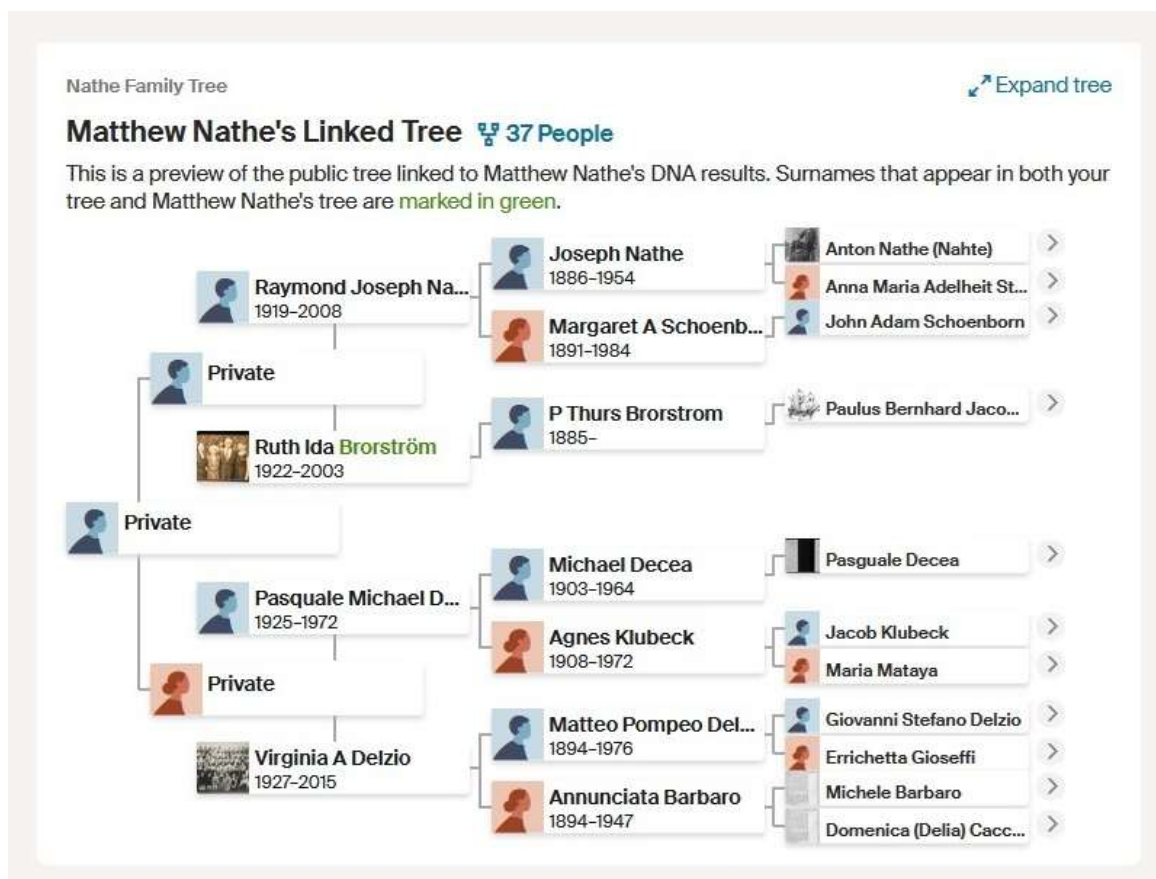 Nathe Family Tree
Expand tree
Matthew Nathe's Linked Tree 37 People
This is a preview of the public tree linked to Matthew Nathe's DNA results. Surnames that appear in both your
tree and Matthew Nathe's tree are marked in green.
Raymond Joseph Na...
1919–2008
Joseph Nathe
1886–1954
Anton Nathe (Nahte)
Anna Maria Adelheit St...
Margaret A Schoenb...
1891–1984
John Adam Schoenborn
Private
Ruth Ida Brorström
1922–2003
P Thurs Brorstrom
1885–
Paulus Bernhard Jaco...
Private
Pasquale Michael D...
1925–1972
Michael Decea
1903–1964
Pasguale Decea
Agnes Klubeck
1908–1972
Jacob Klubeck
Maria Mataya
Private
Virginia A Delzio
1927–2015
Matteo Pompeo Del...
1894–1976
Giovanni Stefano Delzio
Errichetta Gioseffi
Annunciata Barbaro
1894–1947
Michele Barbaro
Domenica (Delia) Cacc...